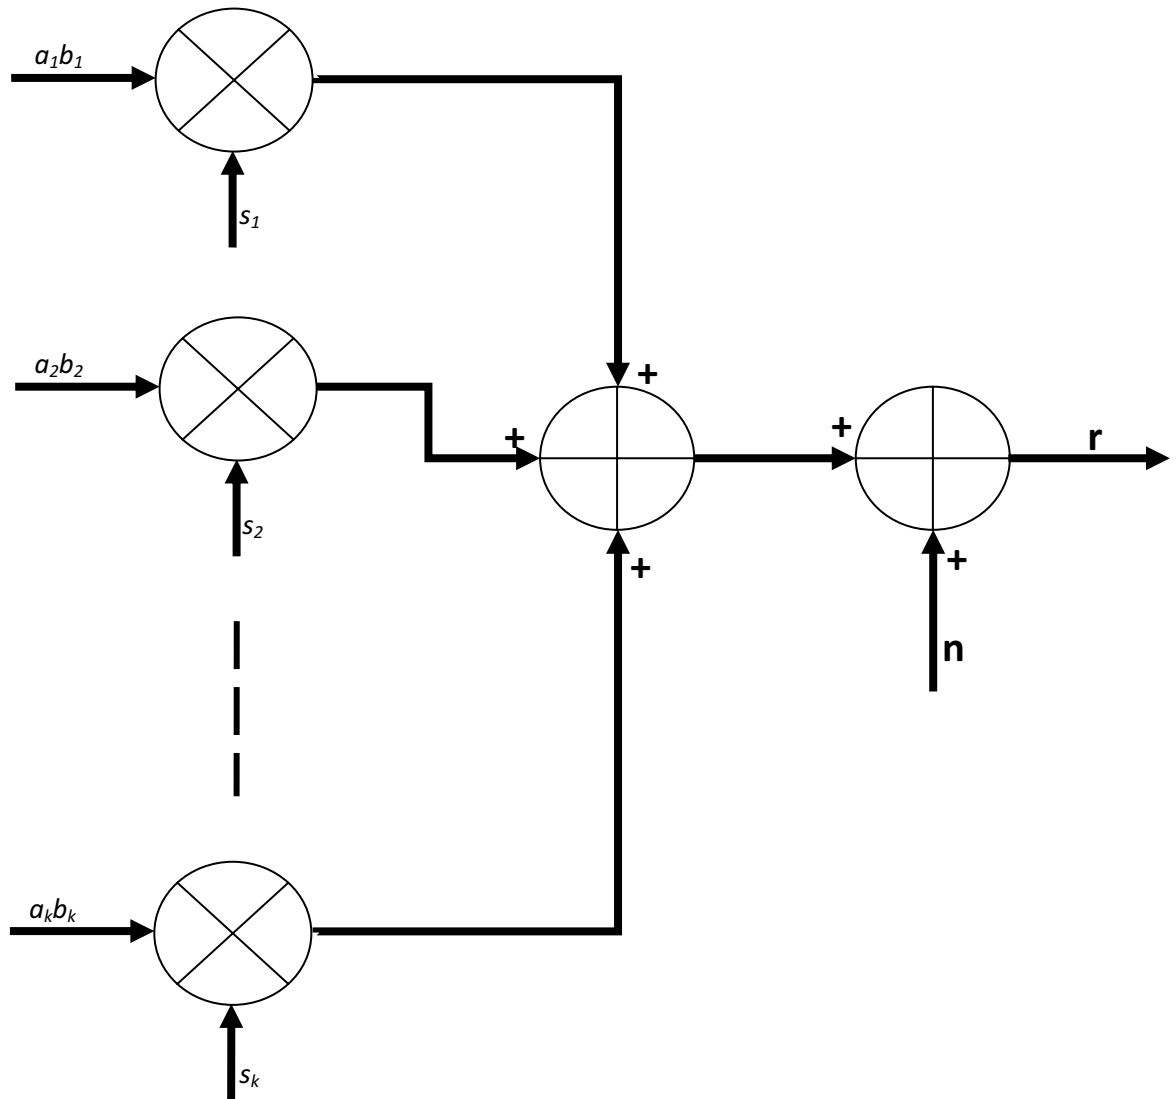 a₁b₁
s₁
a₂b₂
s₂
+
+
+
+
r
+
n
aₖbₖ
sₖ